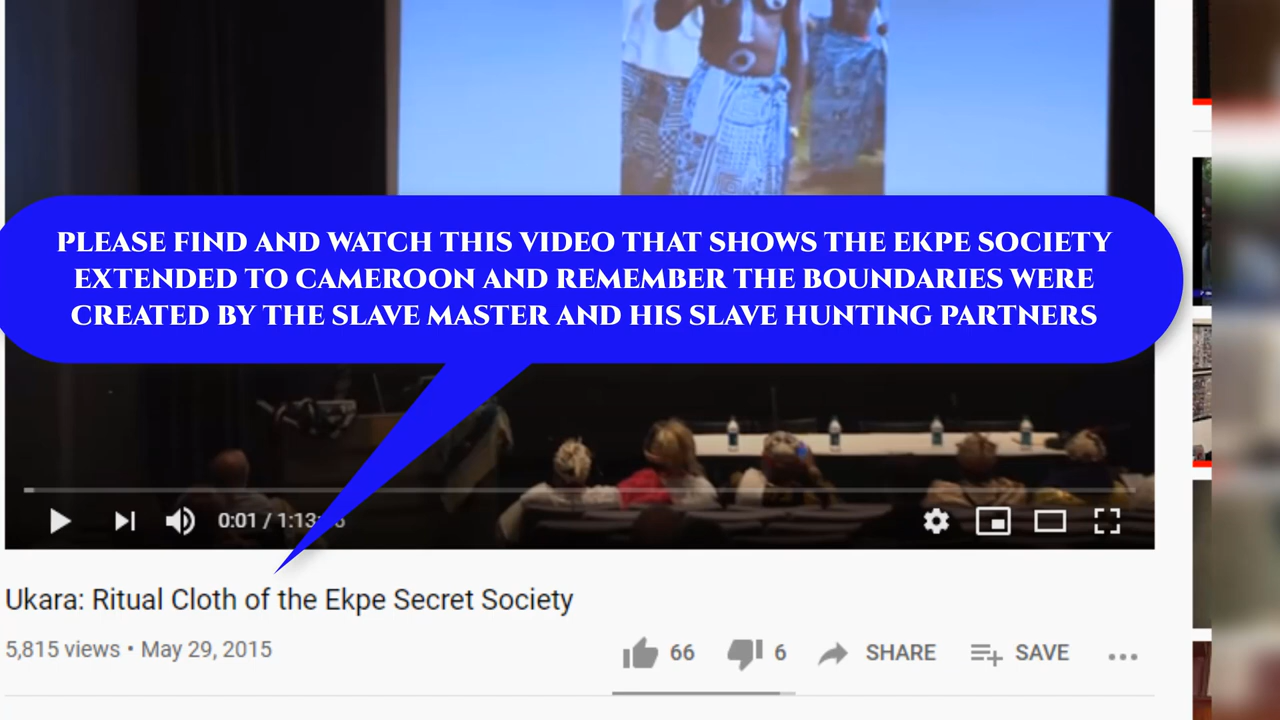 PLEASE FIND AND WATCH THIS VIDEO THAT SHOWS THE EKPE SOCIETY
EXTENDED TO CAMEROON AND REMEMBER THE BOUNDARIES WERE
CREATED BY THE SLAVE MASTER AND HIS SLAVE HUNTING PARTNERS
0:01 / 1:13
Ukara: Ritual Cloth of the Ekpe Secret Society
5,815 views • May 29, 2015
66
6
SHARE
SAVE